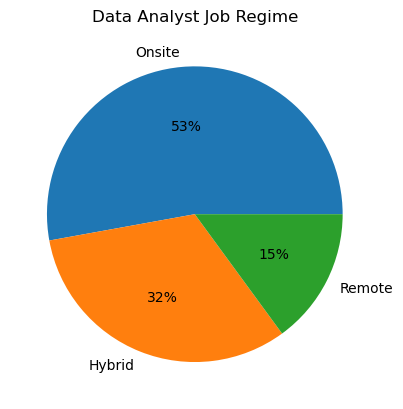 Data Analyst Job Regime
Onsite
53%
32%
15%
Hybrid
Remote